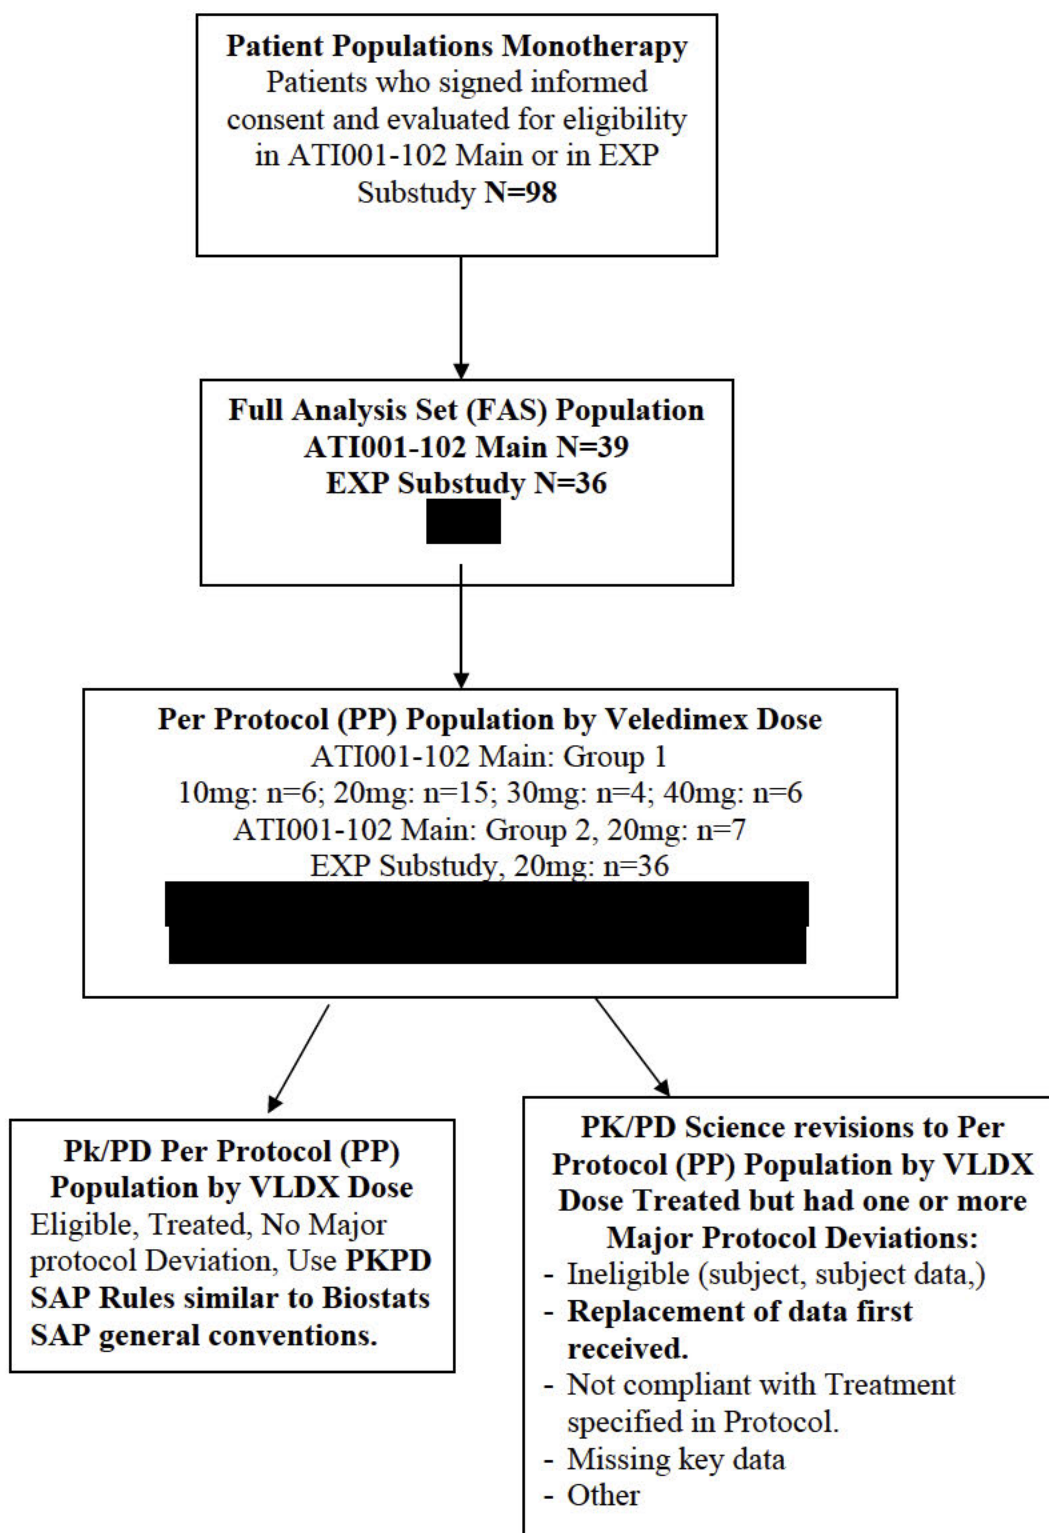 Patient Populations Monotherapy
Patients who signed informed
consent and evaluated for eligibility
in ATI001-102 Main or in EXP
Substudy N=98
Full Analysis Set (FAS) Population
ATI001-102 Main N=39
EXP Substudy N=36
Per Protocol (PP) Population by Veledimex Dose
ATI001-102 Main: Group 1
10mg: n=6; 20mg: n=15; 30mg: n=4; 40mg: n=6
ATI001-102 Main: Group 2, 20mg: n=7
EXP Substudy, 20mg: n=36
Pk/PD Per Protocol (PP)
Population by VLDX Dose
Eligible, Treated, No Major
protocol Deviation, Use PKPD
SAP Rules similar to Biostats
SAP general conventions.
PK/PD Science revisions to Per
Protocol (PP) Population by VLDX
Dose Treated but had one or more
Major Protocol Deviations:
- Ineligible (subject, subject data,)
- Replacement of data first
received.
- Not compliant with Treatment
specified in Protocol.
- Missing key data
- Other